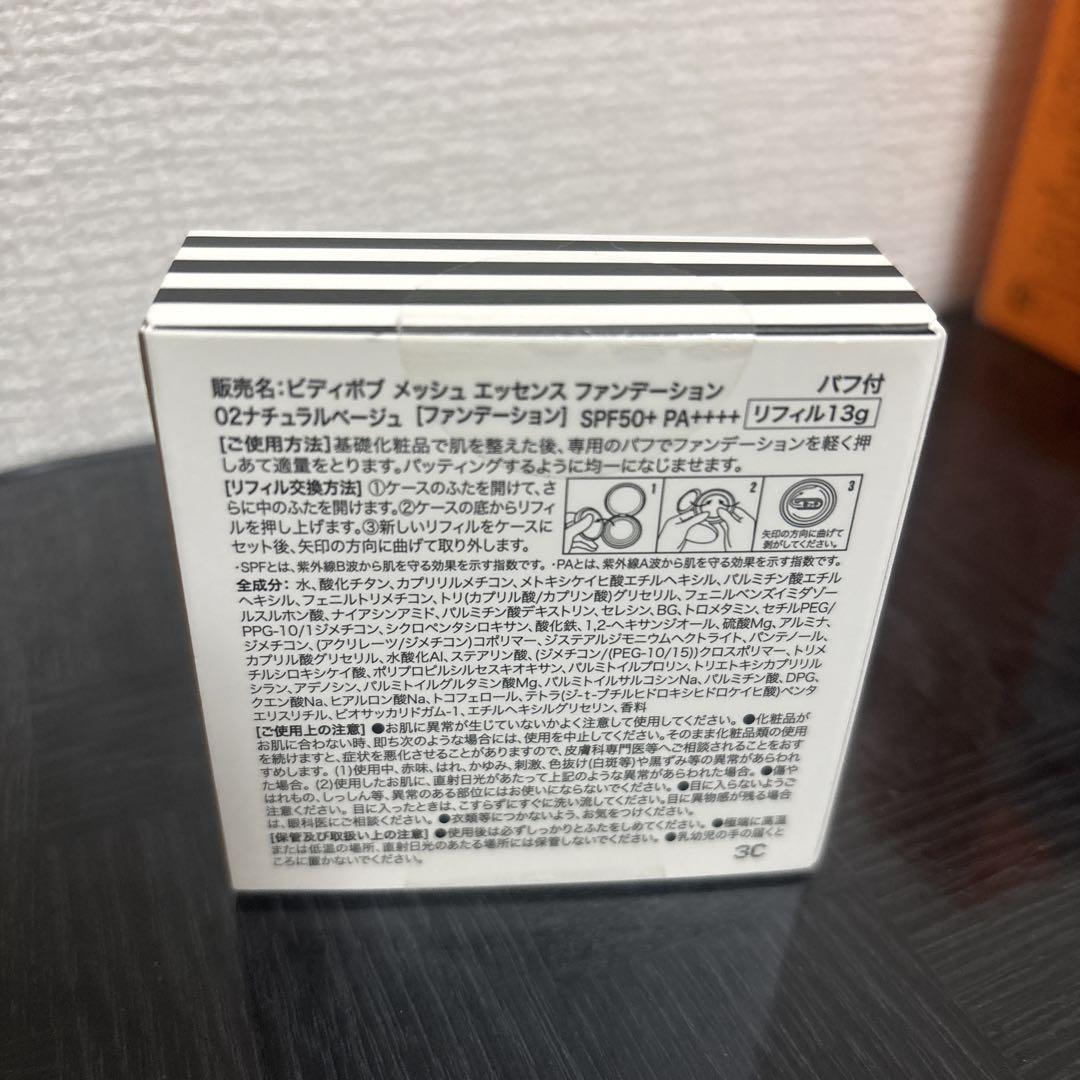 販売名:ビディボブ メッシュ エッセンス ファンデーション パフ付
02ナチュラルベージュ [ファンデーション] SPF50+ PA++++ リフィル13g
[ご使用方法]基礎化粧品で肌を整えた後、専用のパフでファンデーションを軽く押
しあて適量をとります。パッティングするように均一になじませます。
[リフィル交換方法] ①ケースのふたを開けて、さ
らに中のふたを開けます。②ケースの底からリフィ
ルを押し上げます。③新しいリフィルをケースに
セット後、矢印の方向に曲げて取り外します。
1
2
3
矢印の方向に曲げて
剥がしてください。
・SPFとは、紫外線B波から肌を守る効果を示す指数です。・PAとは、紫外線A波から肌を守る効果を示す指数です。
全成分: 水、酸化チタン、カプリリルメチコン、メトキシケイヒ酸エチルヘキシル、パルミチン酸エチル
ヘキシル、フェニルトリメチコン、トリ(カプリル酸/カプリン酸)グリセリル、フェニルベンズイミダゾー
ルスルホン酸、ナイアシンアミド、パルミチン酸デキストリン、セレシン、BG、トロメタミン、セチルPEG/
PPG-10/1ジメチコン、シクロペンタシロキサン、酸化鉄、1,2-ヘキサンジオール、硫酸Mg、アルミナ、
ジメチコン、(アクリレーツ/ジメチコン)コポリマー、ジステアルジモニウムヘクトライト、パンテノール、
カプリル酸グリセリル、水酸化Al、ステアリン酸、(ジメチコン/(PEG-10/15))クロスポリマー、トリメ
チルシロキシケイ酸、ポリプロピルシルセスキオキサン、パルミトイルプロリン、トリエトキシカプリリル
シラン、アデノシン、パルミトイルグルタミン酸Mg、パルミトイルサルコシンNa、パルミチン酸、DPG、
クエン酸Na、ヒアルロン酸Na、トコフェロール、テトラ(ジ-t-ブチルヒドロキシヒドロケイヒ酸)ペンタ
エリスリチル、ビオサッカリドガム-1、エチルヘキシルグリセリン、香料
[ご使用上の注意] ●お肌に異常が生じていないかよく注意して使用してください。●化粧品が
お肌に合わない時、即ち次のような場合には、使用を中止してください。そのまま化粧品類の使用
を続けますと、症状を悪化させることがありますので、皮膚科専門医等へご相談されることをおす
すめします。(1)使用中、赤味、はれ、かゆみ、刺激、色抜け(白斑等)や黒ずみ等の異常があらわれ
た場合。(2)使用したお肌に、直射日光があたって上記のような異常があらわれた場合。●傷や
はれもの、しっしん等、異常のある部位にはお使いにならないでください。●目に入らないようご
注意ください。目に入ったときは、こすらずにすぐに洗い流してください。目に異物感が残る場合
は、眼科医にご相談ください。●衣類等につかないよう、お気をつけください。
[保管及び取扱い上の注意] ●使用後は必ずしっかりとふたをしめてください。●極端に高温
または低温の場所、直射日光のあたる場所には保管しないでください。●乳幼児の手の届くと
ころに置かないでください。
3C